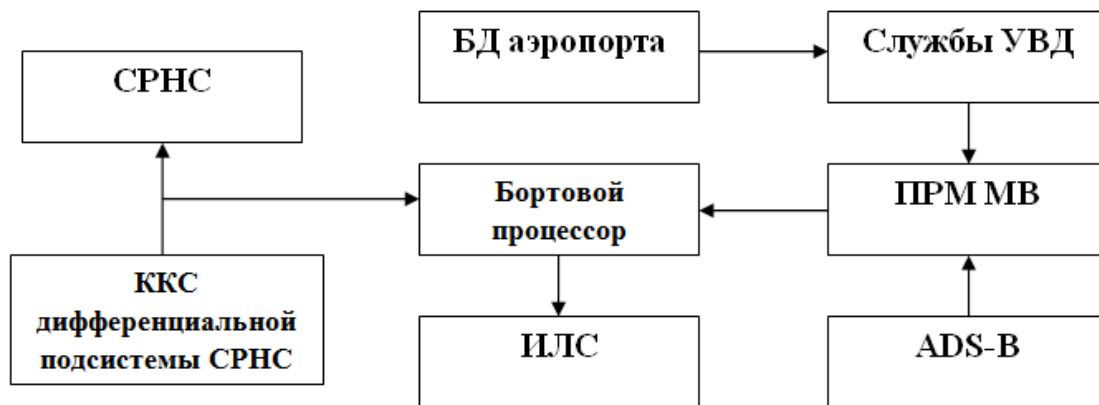 БД аэропорта
Службы УВД
СРНС
Бортовой
процессор
ПРМ МВ
ККС
дифференциальной
подсистемы СРНС
ИЛС
ADS-B